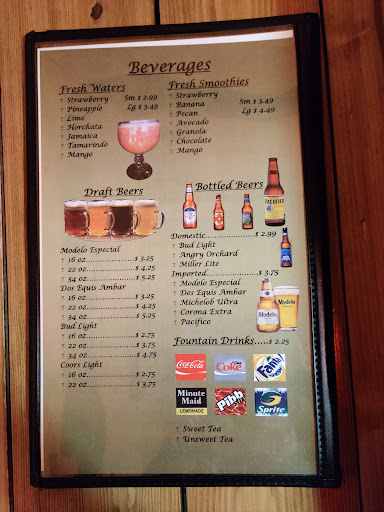 Beverages
Fresh Waters
Strawberry Sm $ 2.99
Pineapple Lg $ 3.49
Lime
Horchata
Jamaica
Tamarindo
Mango
Fresh Smoothies
Strawberry
Banana Sm $ 3.49
Pecan Lg $ 4.49
Avocado
Granola
Chocolate
Mango
Draft Beers
Modelo Especial
16 oz.................$ 3.25
22 oz.................$ 4.25
34 oz.................$ 5.25
Dos Equis Ambar
16 oz.................$ 3.25
22 oz.................$ 4.25
34 oz.................$ 5.25
Bud Light
16 oz.................$ 2.75
22 oz.................$ 3.75
34 oz.................$ 4.75
Coors Light
16 oz.................$ 2.75
22 oz.................$ 3.75
Bottled Beers
PACIFICO
Domestic.................$ 2.99
Bud Light
Angry Orchard
Miller Lite
Imported.................$ 3.75
Modelo Especial
Dos Equis Ambar
Michelob Ultra
Corona Extra
Pacifico
Modelo
Modelo
Fountain Drinks.....$ 2.25
Coca-Cola
Coke
Fanta
Minute Maid
LEMONADE
Pibb
Sprite
Sweet Tea
Unsweet Tea